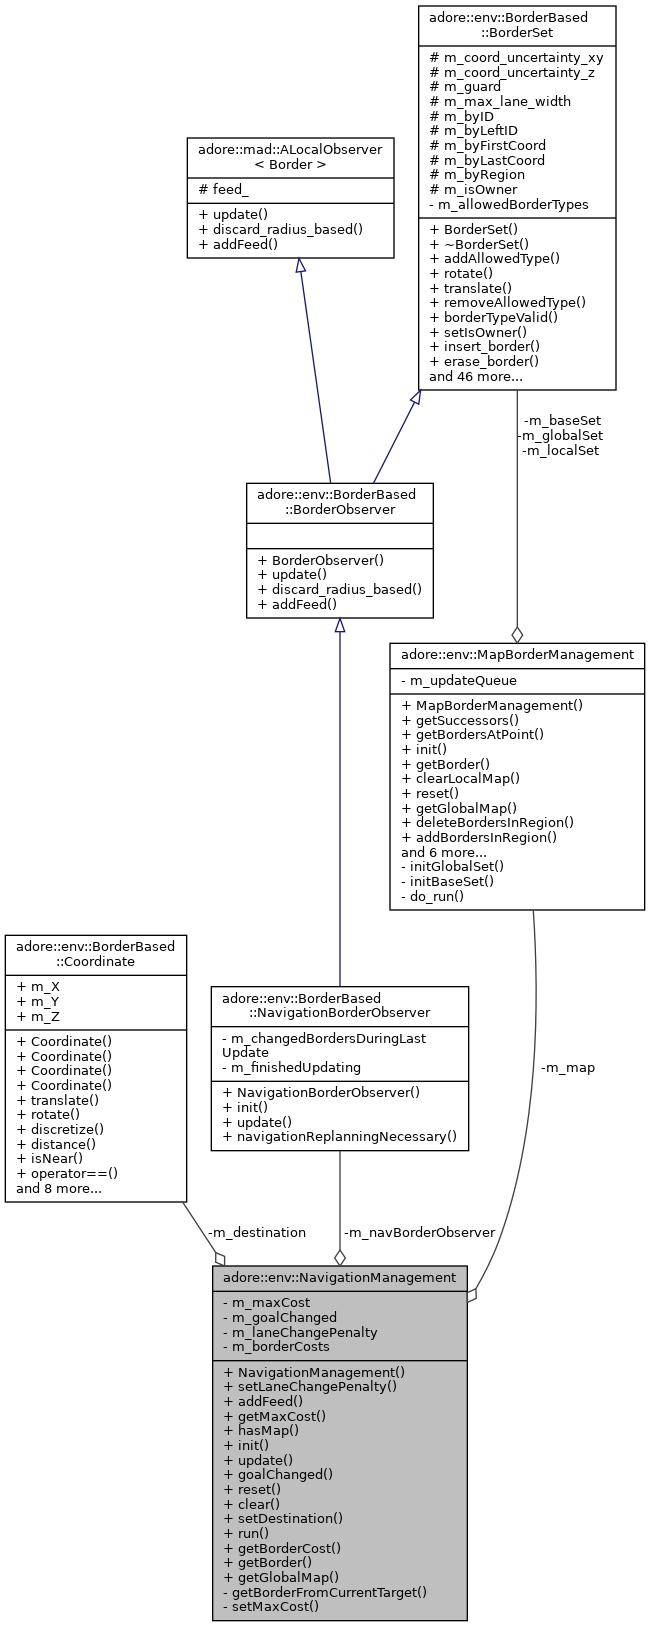 adore::env::BorderBased
::BorderSet
# m_coord_uncertainty_xy
# m_coord_uncertainty_z
# m_guard
# m_max_lane_width
# m_byID
# m_byLeftID
# m_byFirstCoord
# m_byLastCoord
# m_byRegion
# m_isOwner
- m_allowedBorderTypes
+ BorderSet()
+ ~BorderSet()
+ addAllowedType()
+ rotate()
+ translate()
+ removeAllowedType()
+ borderTypeValid()
+ setIsOwner()
+ insert_border()
+ erase_border()
and 46 more...
adore::mad::ALocalObserver
< Border >
# feed_
+ update()
+ discard_radius_based()
+ addFeed()
-m_baseSet
-m_globalSet
-m_localSet
adore::env::BorderBased
::BorderObserver
+ BorderObserver()
+ update()
+ discard_radius_based()
+ addFeed()
adore::env::MapBorderManagement
- m_updateQueue
+ MapBorderManagement()
+ getSuccessors()
+ getBordersAtPoint()
+ init()
+ getBorder()
+ clearLocalMap()
+ reset()
+ getGlobalMap()
+ deleteBordersInRegion()
+ addBordersInRegion()
and 6 more...
- initGlobalSet()
- initBaseSet()
- do_run()
adore::env::BorderBased
::Coordinate
+ m_X
+ m_Y
+ m_Z
+ Coordinate()
+ Coordinate()
+ Coordinate()
+ Coordinate()
+ translate()
+ rotate()
+ discretize()
+ distance()
+ isNear()
+ operator==()
and 8 more...
adore::env::BorderBased
::NavigationBorderObserver
- m_changedBordersDuringLast
Update
- m_finishedUpdating
+ NavigationBorderObserver()
+ init()
+ update()
+ navigationReplanningNecessary()
-m_map
-m_destination
-m_navBorderObserver
adore::env::NavigationManagement
- m_maxCost
- m_goalChanged
- m_laneChangePenalty
- m_borderCosts
+ NavigationManagement()
+ setLaneChangePenalty()
+ addFeed()
+ getMaxCost()
+ hasMap()
+ init()
+ update()
+ goalChanged()
+ reset()
+ clear()
+ setDestination()
+ run()
+ getBorderCost()
+ getBorder()
+ getGlobalMap()
- getBorderFromCurrentTarget()
- setMaxCost()